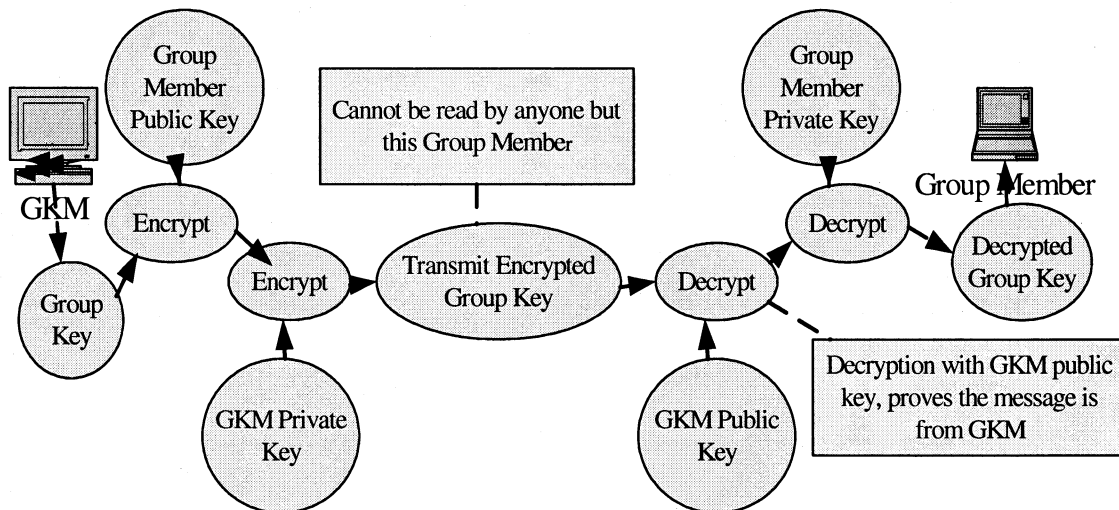 Group
Member
Public Key
Group
Member
Private Key
Cannot be read by anyone but
this Group Member
GKM
Group Member
Encrypt
Decrypt
Encrypt
Transmit Encrypted
Group Key
Decrypt
Decrypted
Group Key
Group
Key
GKM Private
Key
GKM Public
Key
Decryption with GKM public
key, proves the message is
from GKM